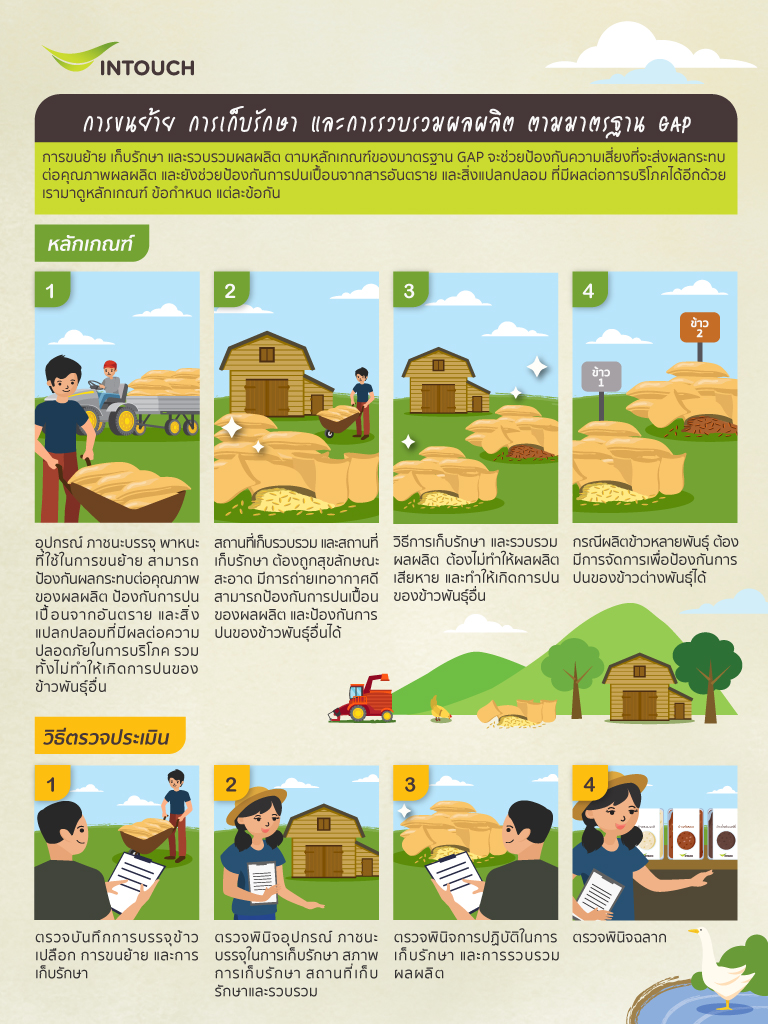 INTOUCH
การขนย้าย การเก็บรักษา และการรวบรวมผลผลิต ตามมาตรฐาน GAP
การขนย้าย เก็บรักษา และรวบรวมผลผลิต ตามหลักเกณฑ์ของมาตรฐาน GAP จะช่วยป้องกันความเสี่ยงที่จะส่งผลกระทบ
ต่อคุณภาพผลผลิต และยังช่วยป้องกันการปนเปื้อนจากสารอันตราย และสิ่งแปลกปลอม ที่มีผลต่อการบริโภคได้อีกด้วย
เรามาดูหลักเกณฑ์ ข้อกำหนด แต่ละข้อกัน
หลักเกณฑ์
1
อุปกรณ์ ภาชนะบรรจุ พาหนะ
ที่ใช้ในการขนย้าย สามารถ
ป้องกันผลกระทบต่อคุณภาพ
ของผลผลิต ป้องกันการปน
เปื้อนจากอันตราย และสิ่ง
แปลกปลอมที่มีผลต่อความ
ปลอดภัยในการบริโภค รวม
ทั้งไม่ทำให้เกิดการปนของ
ข้าวพันธุ์อื่น
2
สถานที่เก็บรวบรวม และสถานที่
เก็บรักษา ต้องถูกสุขลักษณะ
สะอาด มีการถ่ายเทอากาศดี
สามารถป้องกันการปนเปื้อน
ของผลผลิต และป้องกันการ
ปนของข้าวพันธุ์อื่นได้
3
วิธีการเก็บรักษา และรวบรวม
ผลผลิต ต้องไม่ทำให้ผลผลิต
เสียหาย และทำให้เกิดการปน
ของข้าวพันธุ์อื่น
4
ข้าว
1
ข้าว
2
กรณีผลิตข้าวหลายพันธุ์ ต้อง
มีการจัดการเพื่อป้องกันการ
ปนของข้าวต่างพันธุ์ได้
วิธีตรวจประเมิน
1
ตรวจบันทึกการบรรจุข้าว
เปลือก การขนย้าย และการ
เก็บรักษา
2
ตรวจพินิจอุปกรณ์ ภาชนะ
บรรจุในการเก็บรักษา สภาพ
การเก็บรักษา สถานที่เก็บ
รักษาและรวบรวม
3
ตรวจพินิจการปฏิบัติในการ
เก็บรักษา และการรวบรวม
ผลผลิต
4
ตรวจพินิจฉลาก